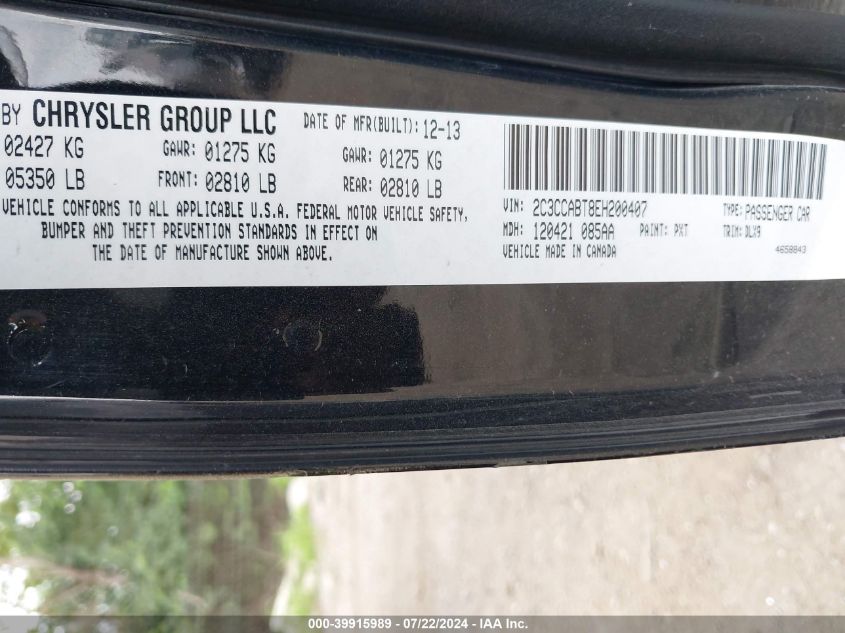 BY CHRYSLER GROUP LLC DATE OF MFR(BUILT): 12-13
02427 KG GAWR: 01275 KG GAWR: 01275 KG
05350 LB FRONT: 02810 LB REAR: 02810 LB
VEHICLE CONFORMS TO ALL APPLICABLE U.S.A. FEDERAL MOTOR VEHICLE SAFETY,
BUMPER AND THEFT PREVENTION STANDARDS IN EFFECT ON
THE DATE OF MANUFACTURE SHOWN ABOVE.
VIN: 2C3CCABT8EH200407 TYPE: PASSENGER CAR
MDH: 120421 085AA PAINT: PXT TRIM: DLX9
VEHICLE MADE IN CANADA 4658843
000-39915989 - 07/22/2024 - IAA Inc.